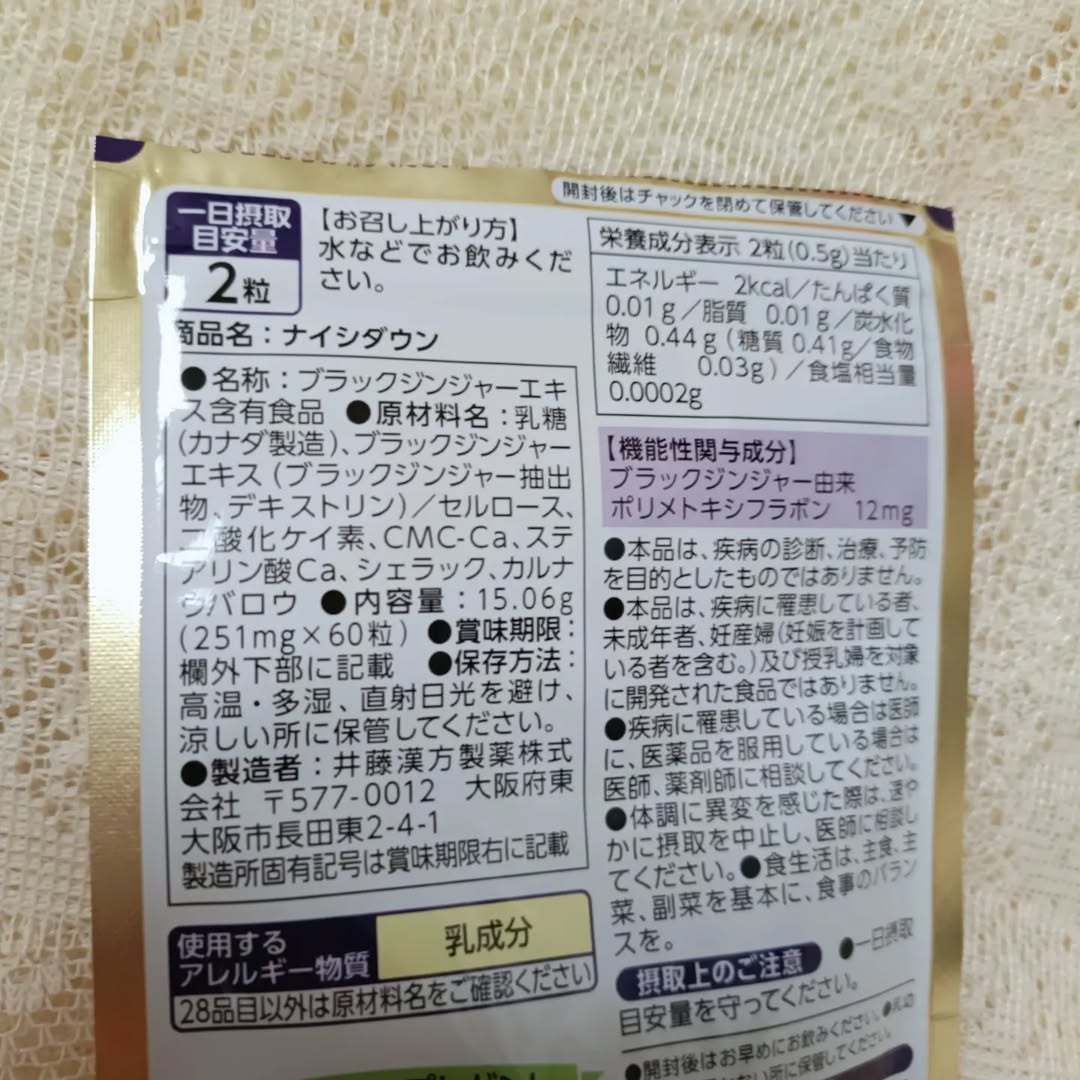 開封後はチャックを閉めて保管してください▼
一日摂取
目安量
2粒
【お召し上がり方】
水などでお飲みくだ
さい。
商品名：ナイシダウン
●名称：ブラックジンジャーエキ
ス含有食品 ●原材料名：乳糖
(カナダ製造)、ブラックジンジャー
エキス(ブラックジンジャー抽出
物、デキストリン)／セルロース、
二酸化ケイ素、CMC-Ca、ステ
アリン酸Ca、シェラック、カルナ
ウバロウ ●内容量：15.06g
(251mg×60粒) ●賞味期限：
欄外下部に記載 ●保存方法：
高温・多湿、直射日光を避け、
涼しい所に保管してください。
●製造者：井藤漢方製薬株式
会社 〒577-0012 大阪府東
大阪市長田東2-4-1
製造所固有記号は賞味期限右に記載
使用する
アレルギー物質
乳成分
28品目以外は原材料名をご確認ください
栄養成分表示 2粒(0.5g)当たり
エネルギー 2kcal／たんぱく質
0.01g／脂質 0.01g／炭水化
物 0.44g(糖質 0.41g／食物
繊維 0.03g)／食塩相当量
0.0002g
【機能性関与成分】
ブラックジンジャー由来
ポリメトキシフラボン 12mg
●本品は、疾病の診断、治療、予防
を目的としたものではありません。
●本品は、疾病に罹患している者、
未成年者、妊産婦(妊娠を計画して
いる者を含む。)及び授乳婦を対象
に開発された食品ではありません。
●疾病に罹患している場合は医師
に、医薬品を服用している場合は
医師、薬剤師に相談してください。
●体調に異変を感じた際は、速や
かに摂取を中止し、医師に相談し
てください。●食生活は、主食、主
菜、副菜を基本に、食事のバラン
スを。
摂取上のご注意
●一日摂取
目安量を守ってください。
●開封後はお早めにお飲みください。
い所に保管してください。